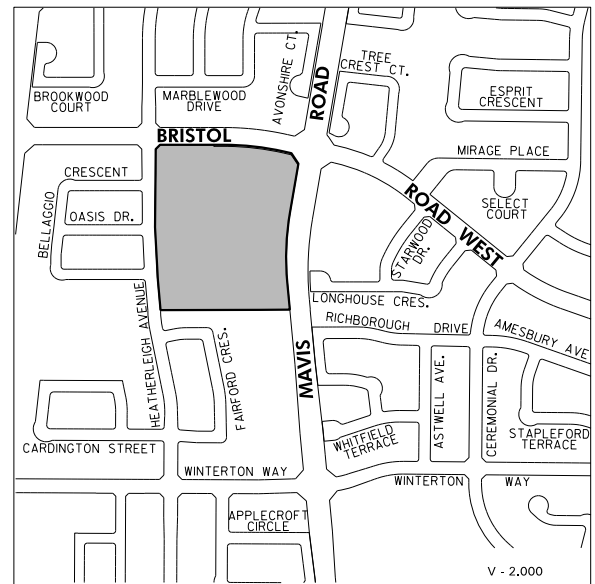 BROOKWOOD
COURT
MARBLEWOOD
DRIVE
AVONSHIRE CT.
ROAD
TREE
CREST CT.
ESPRIT
CRESCENT
BRISTOL
MIRAGE PLACE
CRESCENT
BELLAGGIO
OASIS DR.
ROAD WEST
SELECT
COURT
STARWOOD
DR.
HEATHERLEIGH AVENUE
LONGHOUSE CRES.
RICHBOROUGH DRIVE
AMESBURY AVE.
FAIRFORD CRES.
MAVIS
ASTWELL AVE.
CEREMONIAL DR.
CARDINGTON STREET
WHITFIELD
TERRACE
STAPLEFORD
TERRACE
WINTERTON WAY
WINTERTON WAY
APPLECROFT
CIRCLE
V - 2.000